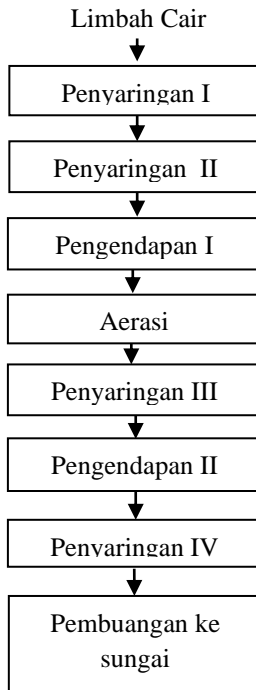 Limbah Cair
Penyaringan I
Penyaringan II
Pengendapan I
Aerasi
Penyaringan III
Pengendapan II
Penyaringan IV
Pembuangan ke
sungai